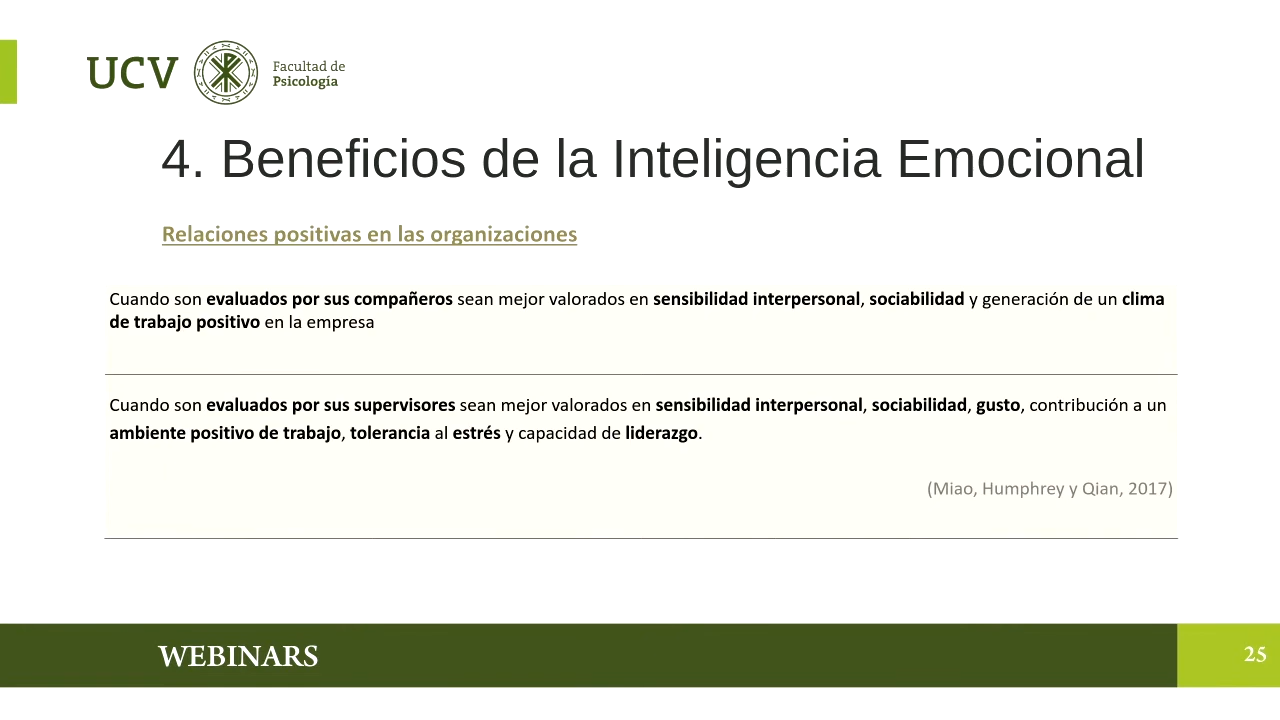 UCV
Facultad de
Psicología
4. Beneficios de la Inteligencia Emocional
Relaciones positivas en las organizaciones
Cuando son evaluados por sus compañeros sean mejor valorados en sensibilidad interpersonal, sociabilidad y generación de un clima
de trabajo positivo en la empresa
Cuando son evaluados por sus supervisores sean mejor valorados en sensibilidad interpersonal, sociabilidad, gusto, contribución a un
ambiente positivo de trabajo, tolerancia al estrés y capacidad de liderazgo.
(Miao, Humphrey y Qian, 2017)
WEBINARS
25